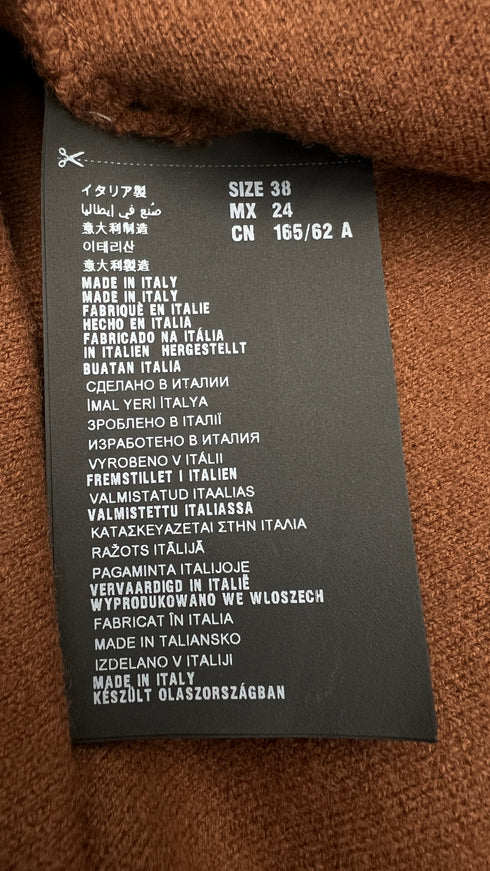 イタリア製
صُنع في إيطاليا
意大利制造
이태리산
意大利製造
MADE IN ITALY
MADE IN ITALY
FABRIQUÈ EN ITALIE
HECHO EN ITALIA
FABRICADO NA ITÁLIA
IN ITALIEN HERGESTELLT
BUATAN ITALIA
СДЕЛАНО В ИТАЛИИ
İMAL YERİ İTALYA
ЗРОБЛЕНО В ІТАЛІЇ
ИЗРАБОТЕНО В ИТАЛИЯ
VYROBENO V ITÁLII
FREMSTILLET I ITALIEN
VALMISTATUD ITAALIAS
VALMISTETTU ITALIASSA
ΚΑΤΑΣΚΕΥΑΖΕΤΑΙ ΣΤΗΝ ΙΤΑΛΙΑ
RAŽOTS ITĀLIJĀ
PAGAMINTA ITALIJOJE
VERVAARDIGD IN ITALIË
WYPRODUKOWANO WE WLOSZECH
FABRICAT ÎN ITALIA
MADE IN TALIANSKO
IZDELANO V ITALIJI
MADE IN ITALY
KÉSZÜLT OLASZORSZÁGBAN
SIZE 38
MX 24
CN 165/62 A